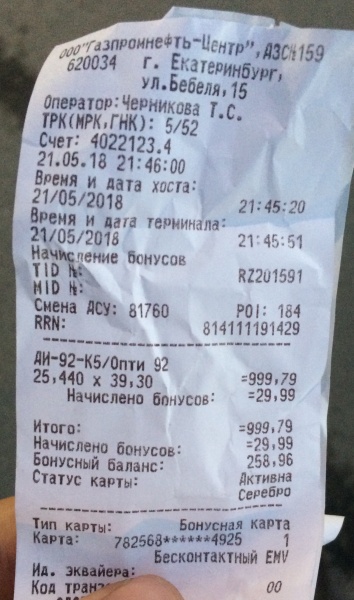 ООО"Газпромнефть-Центр",АЗС№159
620034 г. Екатеринбург,
ул.Бебеля,15
Оператор:Черникова Т.С.
ТРК(МРК,ГНК): 5/52
Счет: 4022123.4
21.05.18 21:46:00
Время и дата хоста:
21/05/2018 21:45:20
Время и дата терминала:
21/05/2018 21:45:51
Начисление бонусов
TID №: RZ201591
MID №:
Смена АСУ: 81760 POI: 184
RRN: 814111191429
АИ-92-К5/Опти 92
25,440 x 39,30 =999,79
Начислено бонусов: =29,99
Итого: =999,79
Начислено бонусов: =29,99
Бонусный баланс: 258,96
Статус карты: Активна
Серебро
Тип карты: Бонусная карта
Карта: 782568******4925 1
Бесконтактный EMV
Ид. эквайера:
Код 00